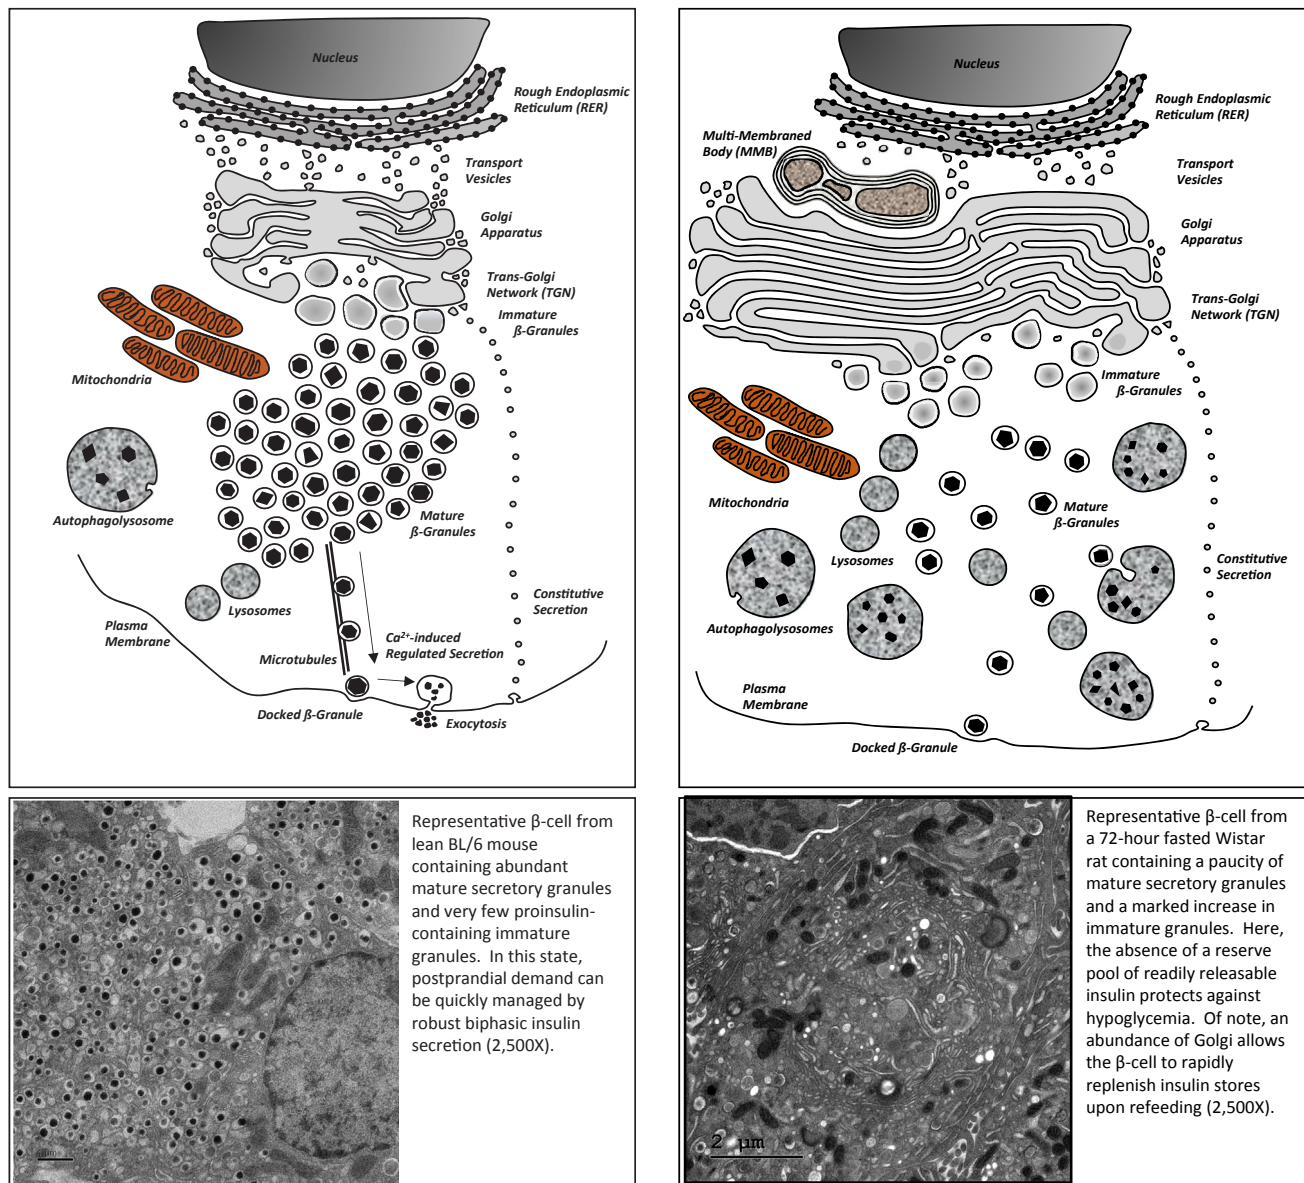 Nucleus
Rough Endoplasmic
Reticulum (RER)
Transport
Vesicles
Golgi
Apparatus
Trans-Golgi
Network (TGN)
Immature
ß-Granules
Mitochondria
Autophagolysosome
Mature
ß-Granules
Lysosomes
Constitutive
Secretion
Plasma
Membrane
Ca²⁺-induced
Regulated Secretion
Microtubules
Docked ß-Granule
Exocytosis
Nucleus
Rough Endoplasmic
Reticulum (RER)
Multi-Membraned
Body (MMB)
Transport
Vesicles
Golgi
Apparatus
Trans-Golgi
Network (TGN)
Immature
ß-Granules
Mitochondria
Mature
ß-Granules
Lysosomes
Constitutive
Secretion
Autophagolysosomes
Plasma
Membrane
Docked ß-Granule
Representative β-cell from
lean BL/6 mouse
containing abundant
mature secretory granules
and very few proinsulin-
containing immature
granules. In this state,
postprandial demand can
be quickly managed by
robust biphasic insulin
secretion (2,500X).
2 µm
Representative β-cell from
a 72-hour fasted Wistar
rat containing a paucity of
mature secretory granules
and a marked increase in
immature granules. Here,
the absence of a reserve
pool of readily releasable
insulin protects against
hypoglycemia. Of note, an
abundance of Golgi allows
the β-cell to rapidly
replenish insulin stores
upon refeeding (2,500X).